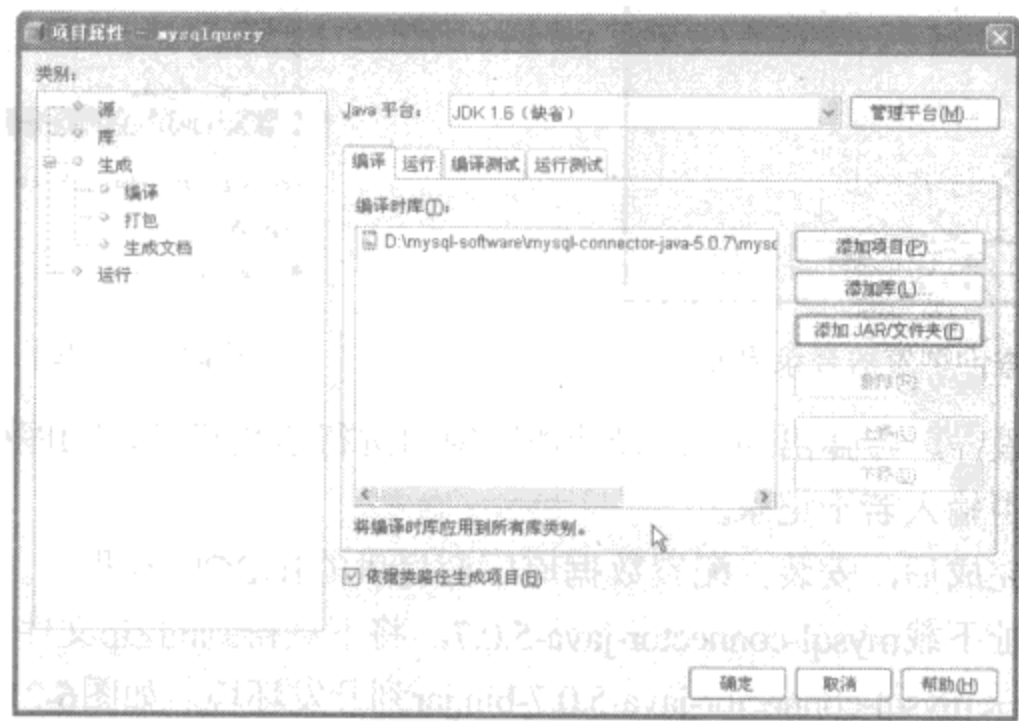 项目属性 - mysqlquery
类别:
源
库
生成
编译
打包
生成文档
运行
Java 平台:
JDK 1.6（缺省）
管理平台(M)...
编译
运行
编译测试
运行测试
编译时库(T):
D:\mysql-software\mysql-connector-java-5.0.7\mysc
添加项目(P)...
添加库(L)...
添加 JAR/文件夹(F)
将编译时库应用到所有库类别。
依据类路径生成项目(B)
确定
取消
帮助(H)